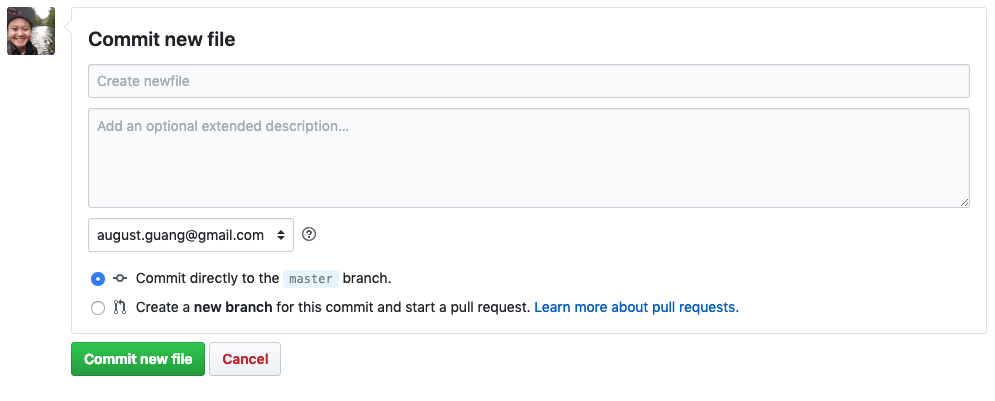 Commit new file
Create newfile
Add an optional extended description...
august.guang@gmail.com
Commit directly to the master branch.
Create a new branch for this commit and start a pull request. Learn more about pull requests.
Commit new file Cancel